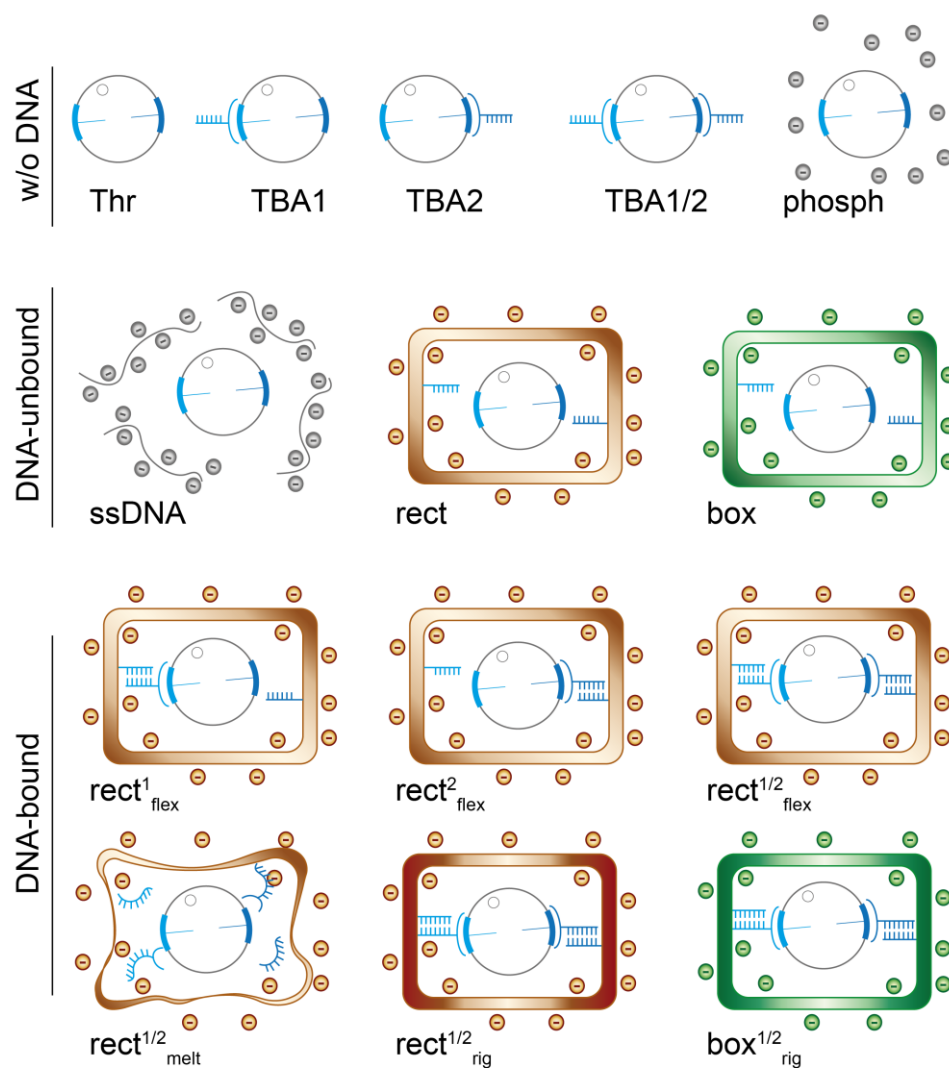 w/o DNA
Thr
TBA1
TBA2
TBA1/2
phosph
DNA-unbound
ssDNA
rect
box
DNA-bound
rect¹flex
rect²flex
rect¹/²flex
rect¹/²melt
rect¹/²rig
box¹/²rig